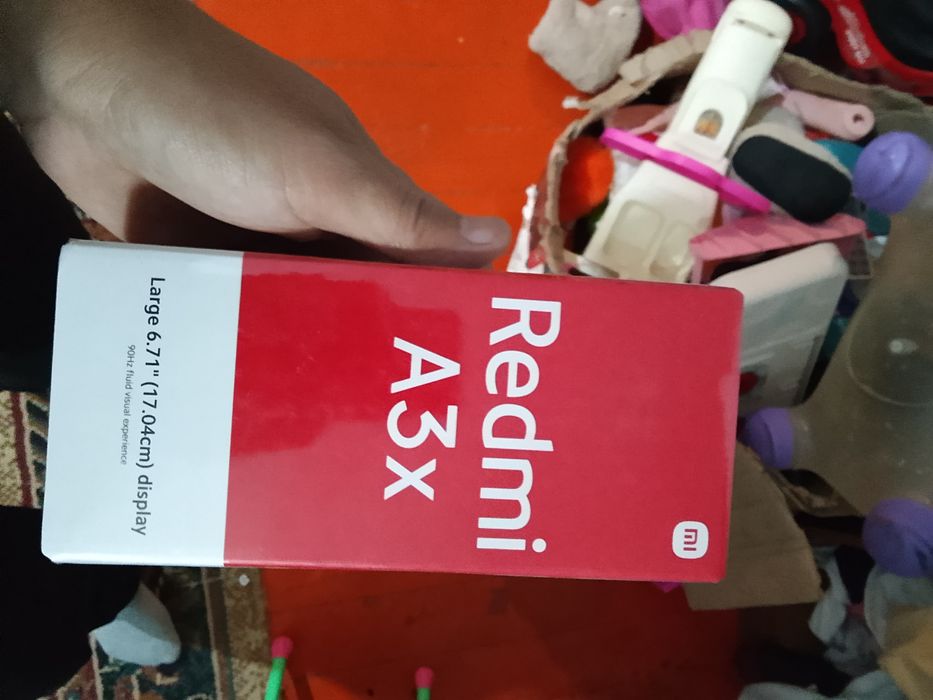 mi
Redmi
A3x
Large 6.71" (17.04cm) display
90Hz fluid visual experience